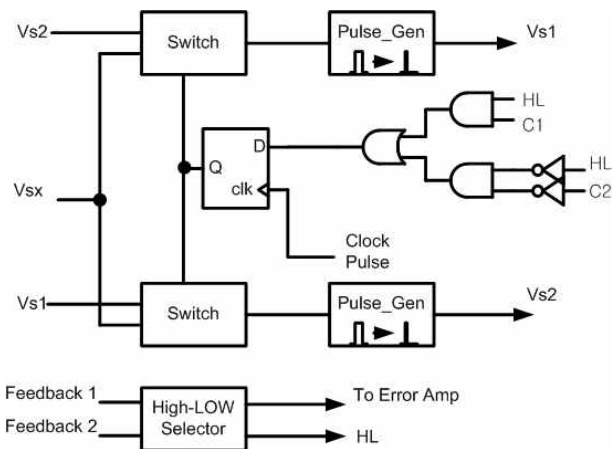 Vs2
Switch
Pulse_Gen
Vs1
HL
C1
D
Q
HL
clk
C2
Vsx
Clock
Pulse
Vs1
Switch
Pulse_Gen
Vs2
Feedback 1
To Error Amp
High-LOW
Selector
Feedback 2
HL